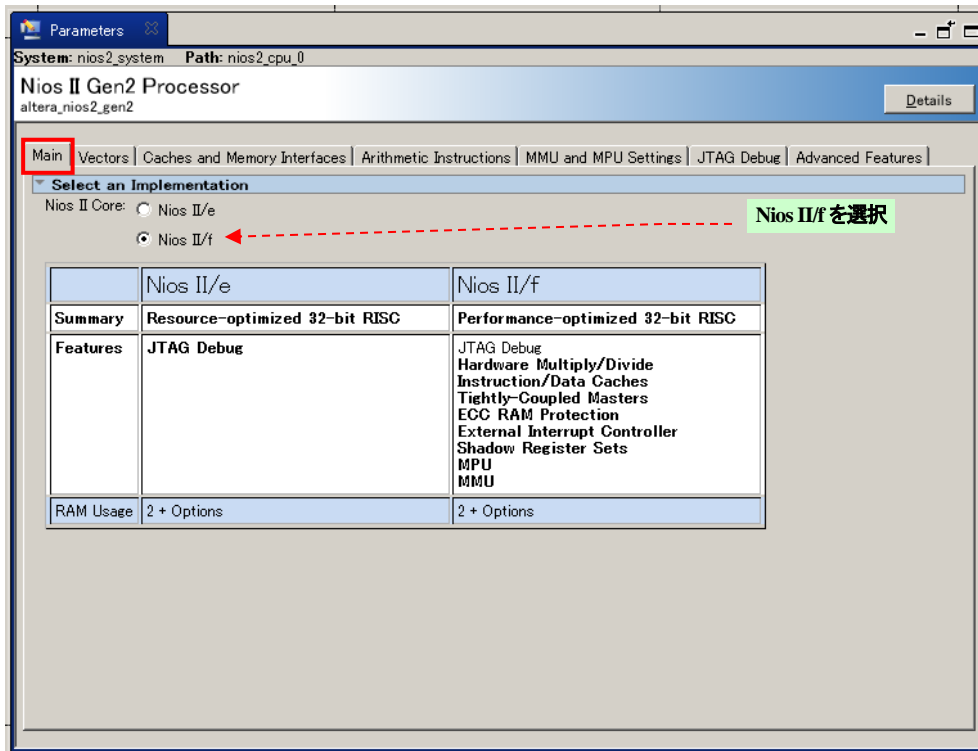 Parameters
System: nios2_system Path: nios2_cpu_0
Nios II Gen2 Processor
altera_nios2_gen2
Details
Main Vectors Caches and Memory Interfaces Arithmetic Instructions MMU and MPU Settings JTAG Debug Advanced Features
Select an Implementation
Nios II Core: Nios II/e
Nios II/f
Nios II/f を選択
Nios II/e Nios II/f
Summary Resource-optimized 32-bit RISC Performance-optimized 32-bit RISC
Features JTAG Debug JTAG Debug
Hardware Multiply/Divide
Instruction/Data Caches
Tightly-Coupled Masters
ECC RAM Protection
External Interrupt Controller
Shadow Register Sets
MPU
MMU
RAM Usage 2 + Options 2 + Options